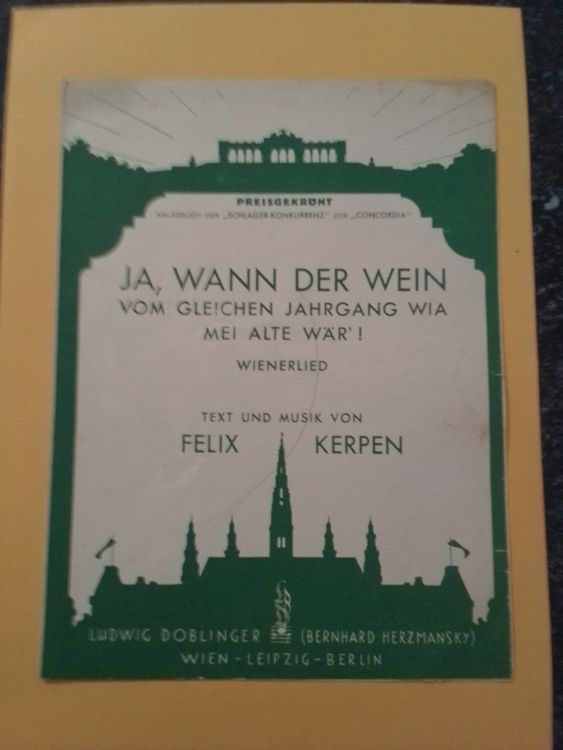 PREISGEKRÖNT
ANLÄSSLICH DER „SCHLAGER-KONKURRENZ" DER „CONCORDIA"
JA, WANN DER WEIN
VOM GLEICHEN JAHRGANG WIA
MEI ALTE WÄR'!
WIENERLIED
TEXT UND MUSIK VON
FELIX KERPEN
LUDWIG DOBLINGER (BERNHARD HERZMANSKY)
WIEN - LEIPZIG - BERLIN